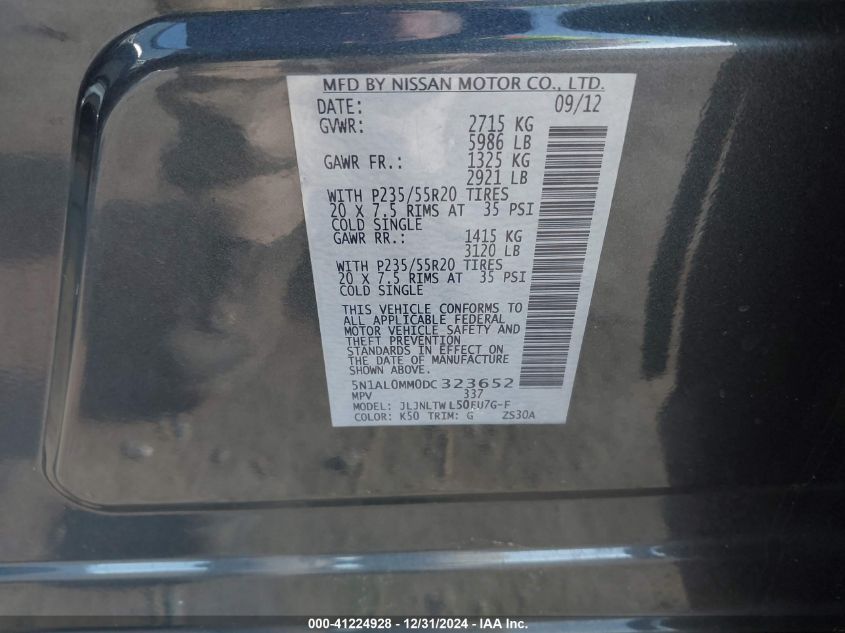 MFD BY NISSAN MOTOR CO., LTD.
DATE: 09/12
GVWR: 2715 KG
5986 LB
GAWR FR.: 1325 KG
2921 LB
WITH P235/55R20 TIRES
20 X 7.5 RIMS AT 35 PSI
COLD SINGLE
GAWR RR.: 1415 KG
3120 LB
WITH P235/55R20 TIRES
20 X 7.5 RIMS AT 35 PSI
COLD SINGLE
THIS VEHICLE CONFORMS TO
ALL APPLICABLE FEDERAL
MOTOR VEHICLE SAFETY AND
THEFT PREVENTION
STANDARDS IN EFFECT ON
THE DATE OF MANUFACTURE
SHOWN ABOVE.
5N1AL0MM0DC 323652
MPV 337
MODEL: JLJNLTW L50EU7G-F
COLOR: K50 TRIM: G ZS30A
000-41224928 - 12/31/2024 - IAA Inc.